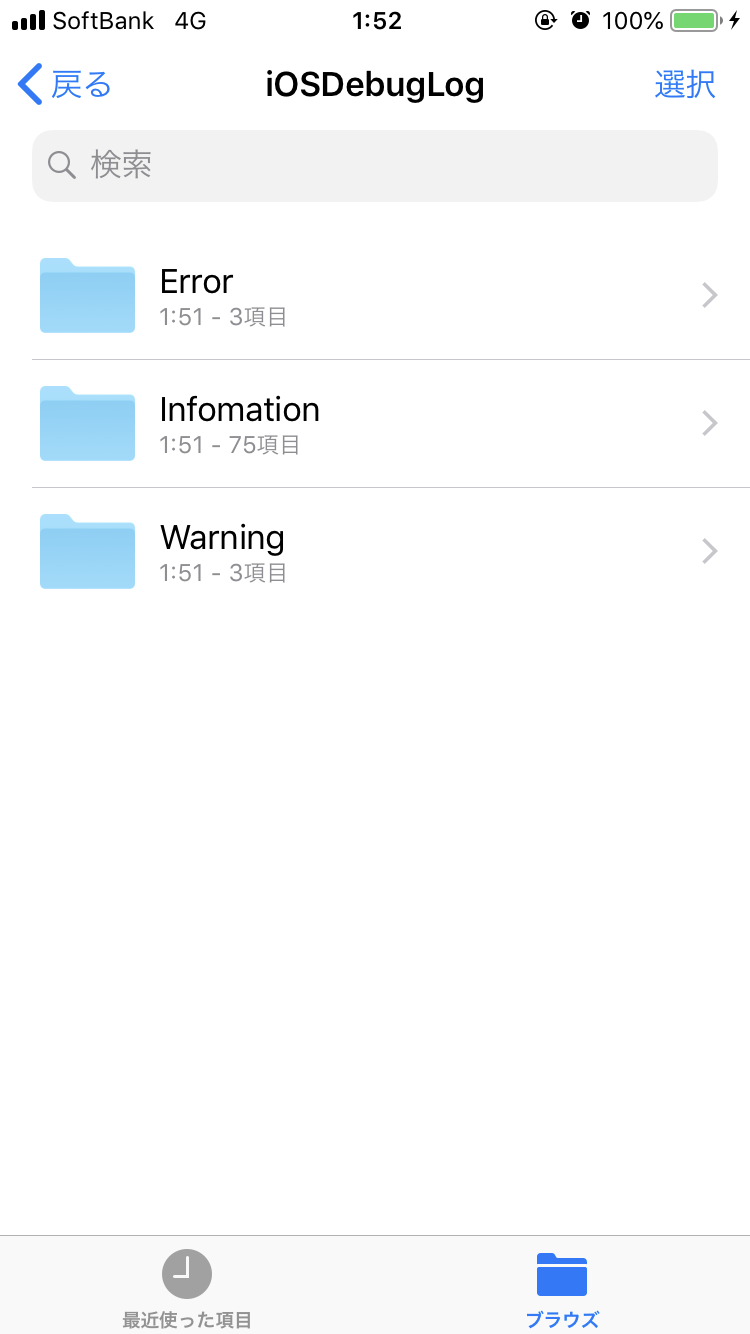 SoftBank 4G 1:52 100%
戻る iOSDebugLog 選択
検索
Error
1:51 - 3項目
Infomation
1:51 - 75項目
Warning
1:51 - 3項目
最近使った項目 ブラウズ